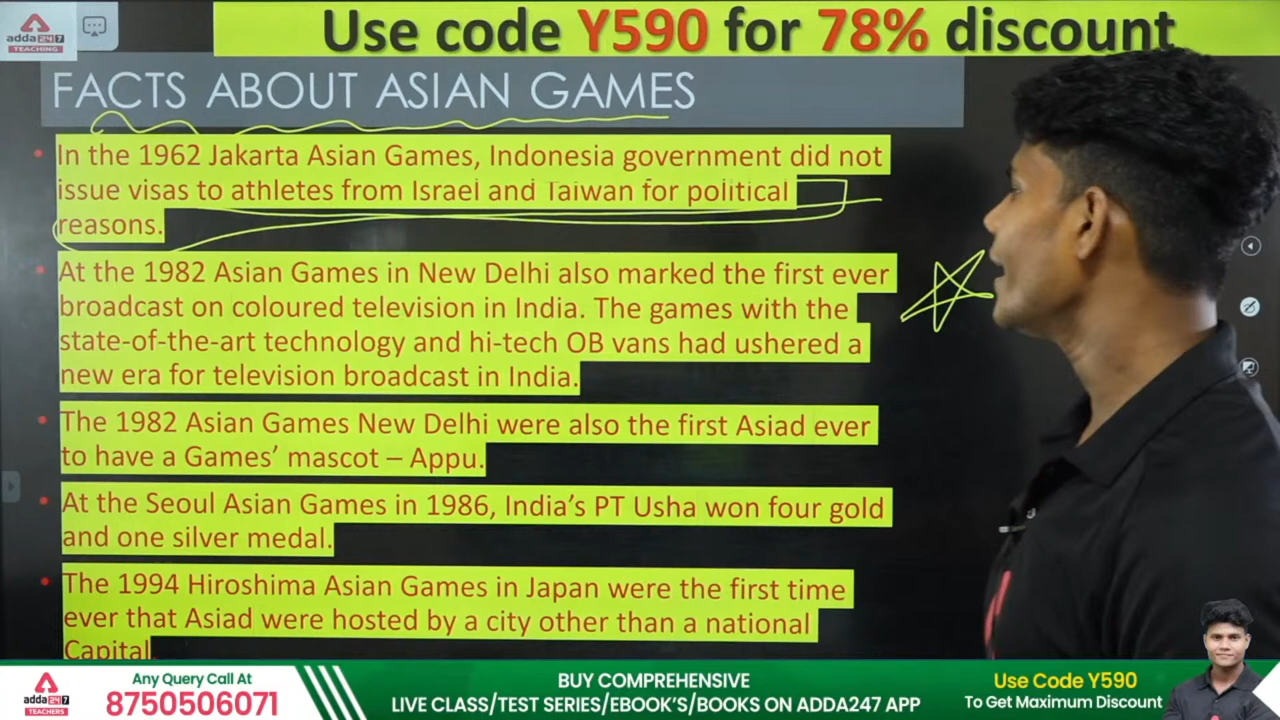 Use code Y590 for 78% discount
adda247
TEACHING
FACTS ABOUT ASIAN GAMES
In the 1962 Jakarta Asian Games, Indonesia government did not
issue visas to athletes from Israel and Taiwan for political
reasons.
At the 1982 Asian Games in New Delhi also marked the first ever
broadcast on coloured television in India. The games with the
state-of-the-art technology and hi-tech OB vans had ushered a
new era for television broadcast in India.
The 1982 Asian Games New Delhi were also the first Asiad ever
to have a Games’ mascot – Appu.
At the Seoul Asian Games in 1986, India’s PT Usha won four gold
and one silver medal.
The 1994 Hiroshima Asian Games in Japan were the first time
ever that Asiad were hosted by a city other than a national
Capital
adda247
TEACHERS
Any Query Call At
8750506071
BUY COMPREHENSIVE
LIVE CLASS/TEST SERIES/EBOOK'S/BOOKS ON ADDA247 APP
Use Code Y590
To Get Maximum Discount